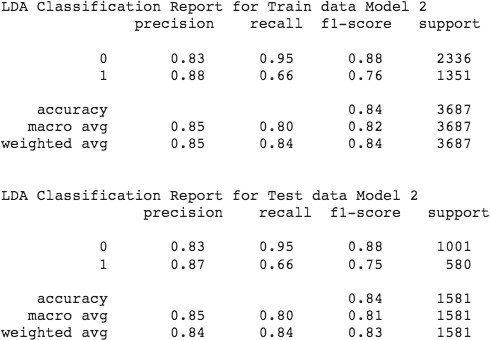 LDA Classification Report for Train data Model 2
precision recall f1-score support
0 0.83 0.95 0.88 2336
1 0.88 0.66 0.76 1351
accuracy 0.84 3687
macro avg 0.85 0.80 0.82 3687
weighted avg 0.85 0.84 0.84 3687
LDA Classification Report for Test data Model 2
precision recall f1-score support
0 0.83 0.95 0.88 1001
1 0.87 0.66 0.75 580
accuracy 0.84 1581
macro avg 0.85 0.80 0.81 1581
weighted avg 0.84 0.84 0.83 1581